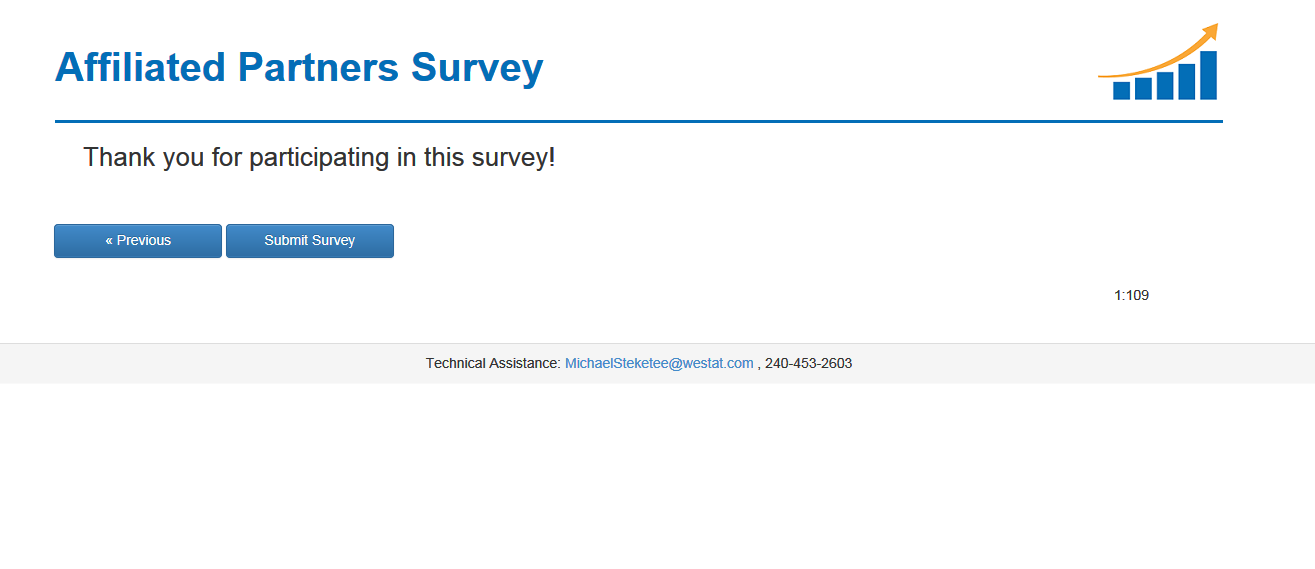 Affiliated Partners Survey
Thank you for participating in this survey!
« Previous Submit Survey
1:109
Technical Assistance: MichaelSteketee@westat.com , 240-453-2603